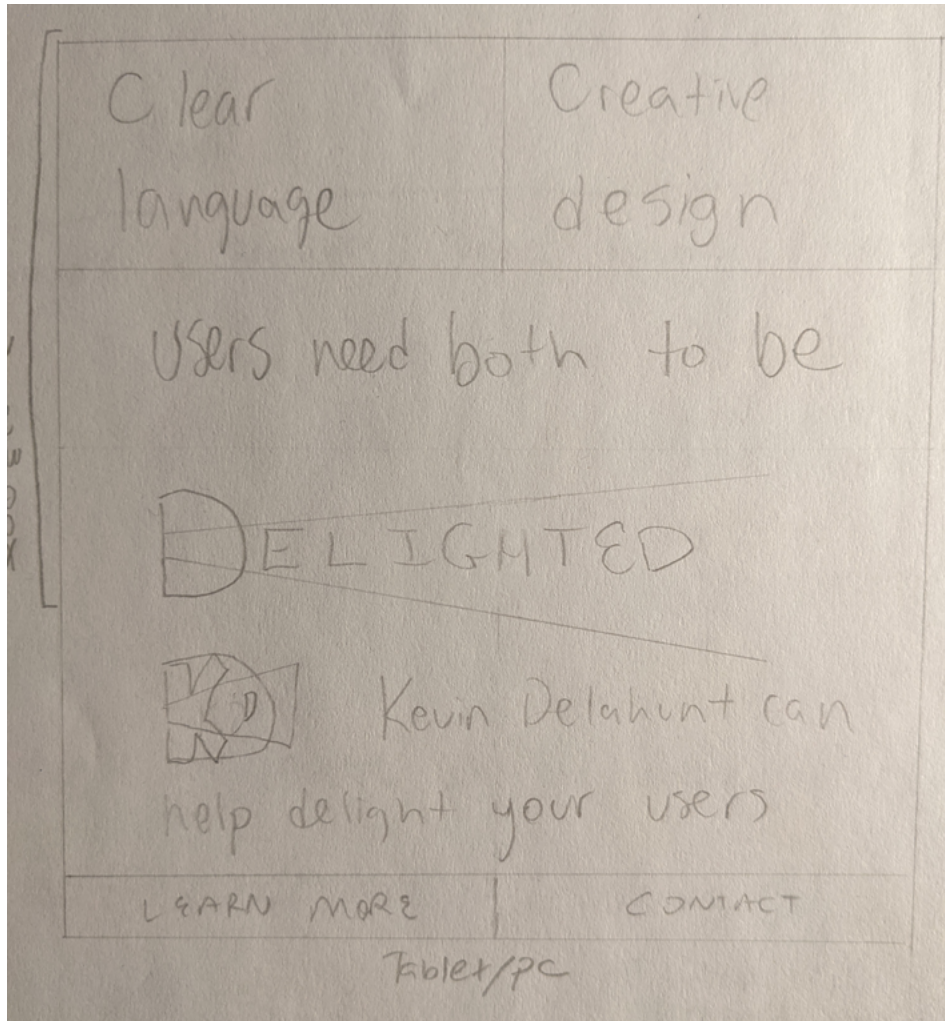 Clear
language
Creative
design
users need both to be
DELIGHTED
Kevin Delahunt can
help delight your users
LEARN MORE
CONTACT
Tablet/PC